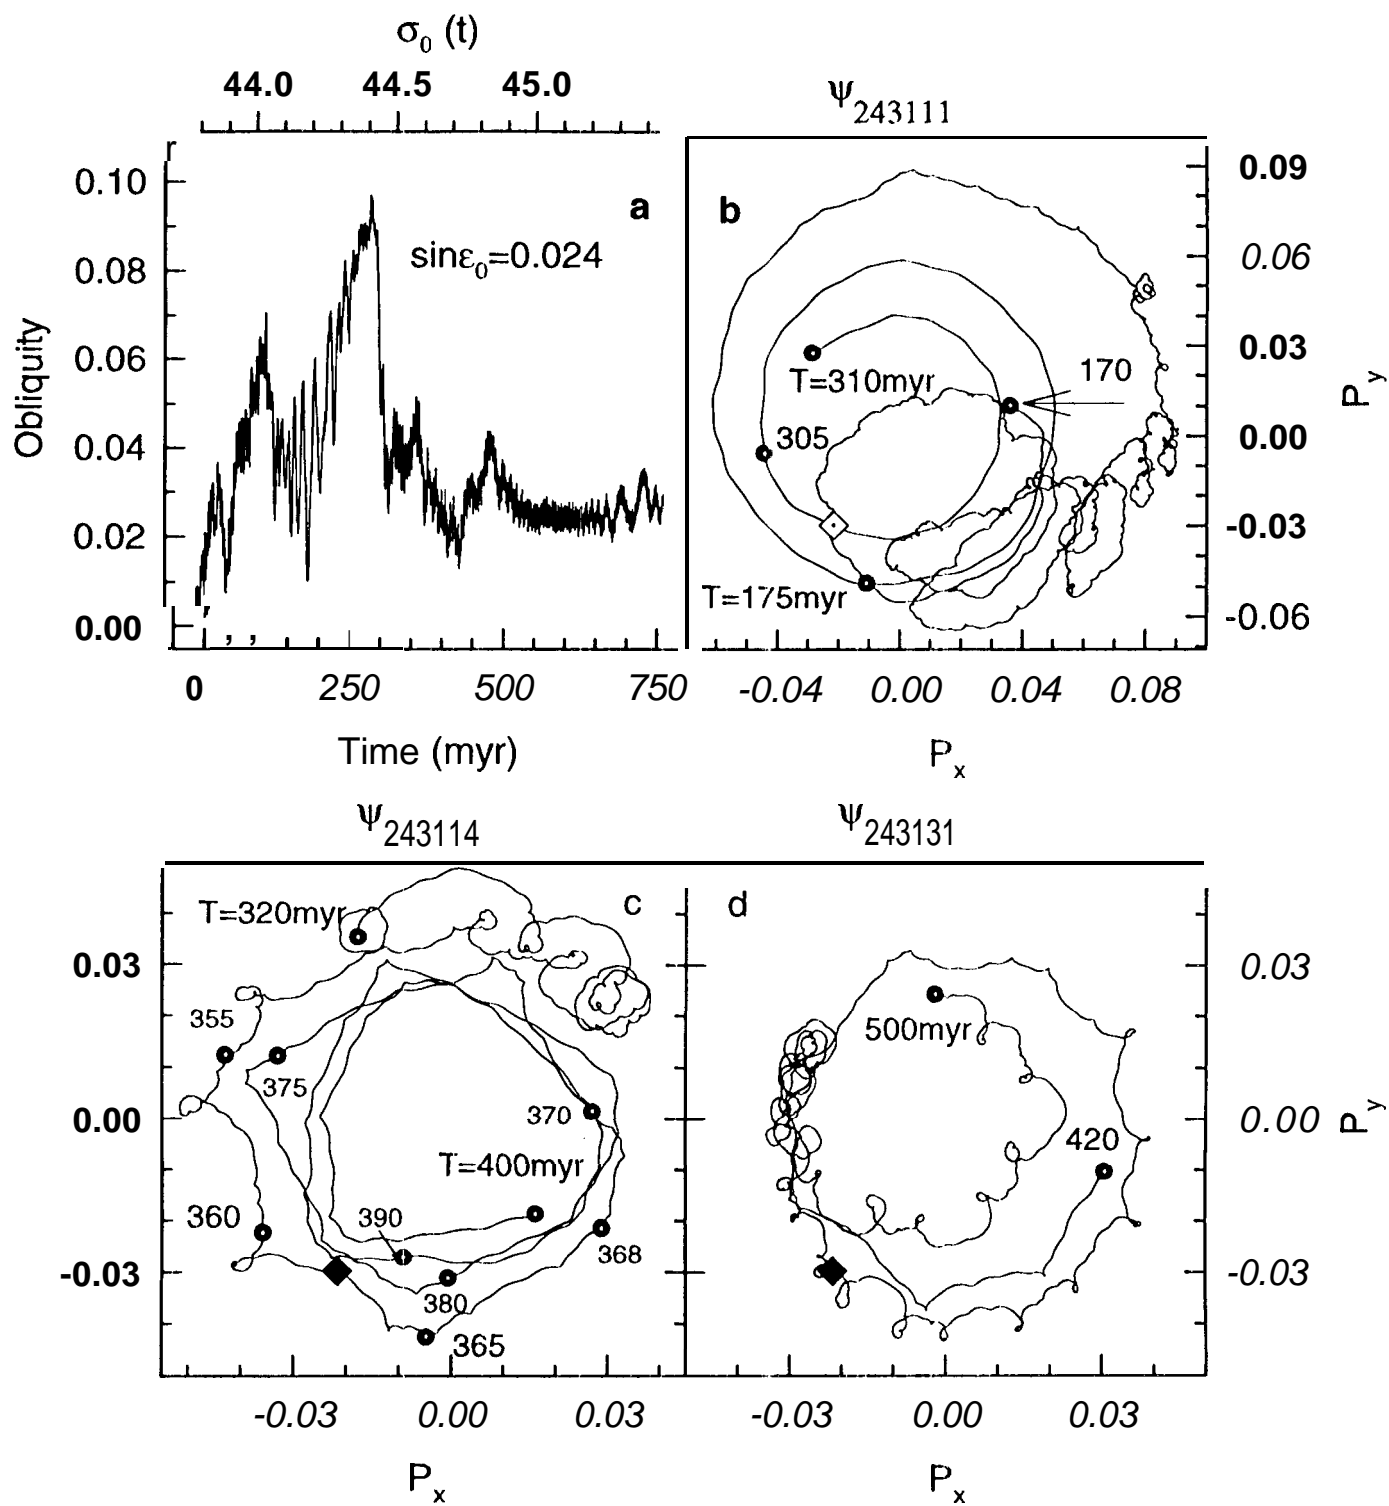 σ0 (t)
44.0 44.5 45.0
r
0.10
0.08
0.06
0.04
0.02
0.00
Obliquity
a
sinε0=0.024
0 250 500 750
Time (myr)
ψ243111
b
T=310myr
170
305
T=175myr
0.09
0.06
0.03
0.00
-0.03
-0.06
Py
-0.04 0.00 0.04 0.08
Px
ψ243114
c
T=320myr
355
375
370
T=400myr
360
390
368
380
365
0.03
0.00
-0.03
-0.03 0.00 0.03
Px
ψ243131
d
500myr
420
0.03
0.00
-0.03
Py
-0.03 0.00 0.03
Px